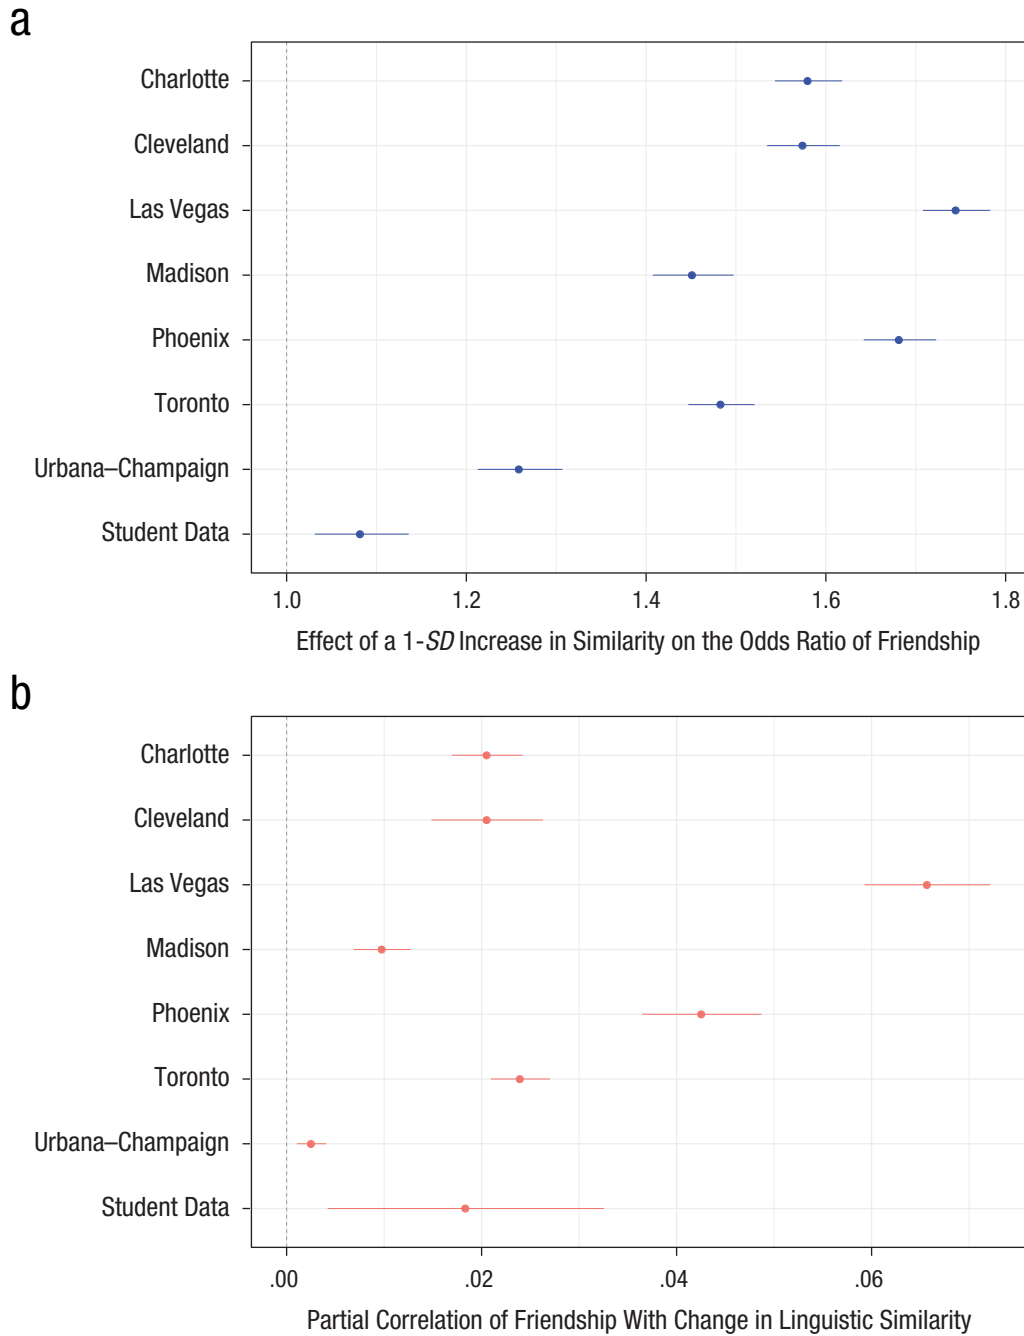 a
Charlotte
Cleveland
Las Vegas
Madison
Phoenix
Toronto
Urbana–Champaign
Student Data
1.0 1.2 1.4 1.6 1.8
Effect of a 1-SD Increase in Similarity on the Odds Ratio of Friendship
b
Charlotte
Cleveland
Las Vegas
Madison
Phoenix
Toronto
Urbana–Champaign
Student Data
.00 .02 .04 .06
Partial Correlation of Friendship With Change in Linguistic Similarity